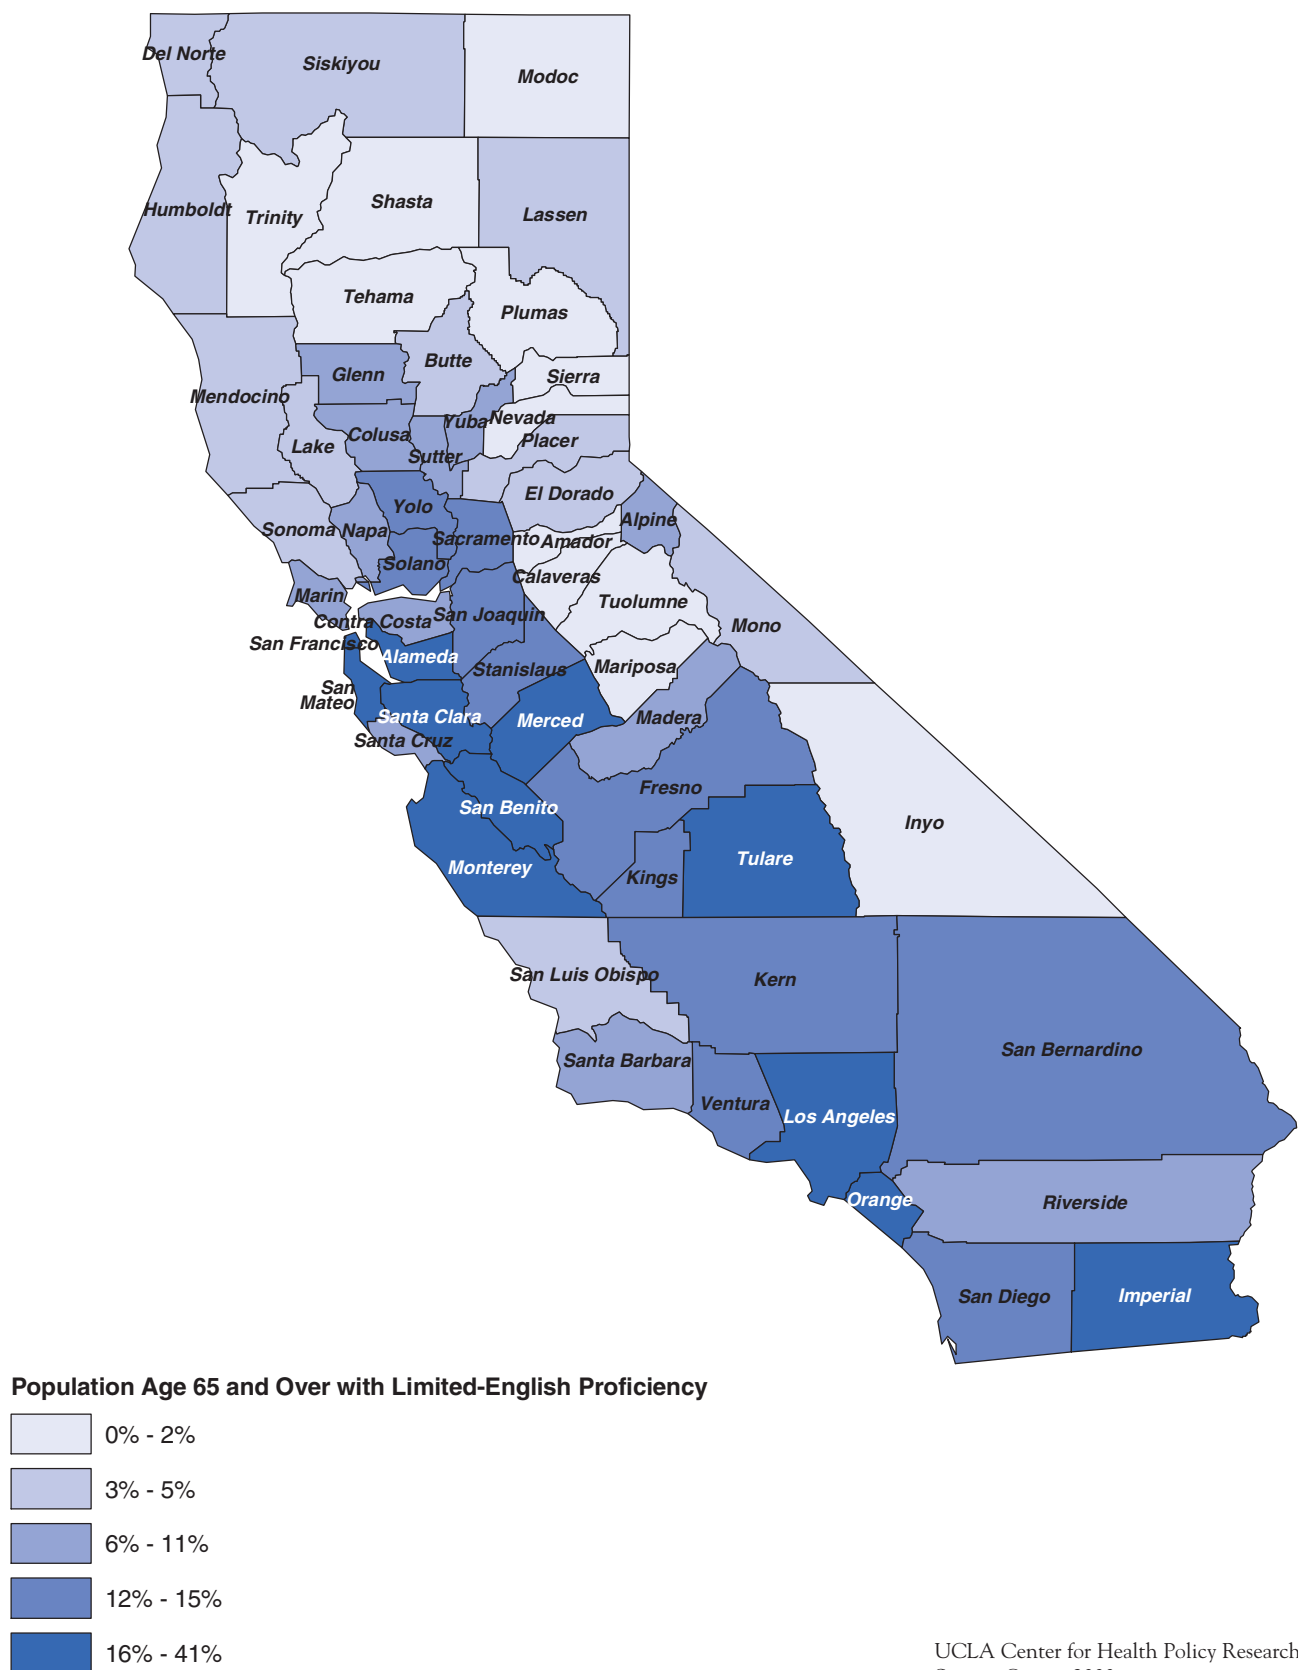 Del Norte
Siskiyou
Modoc
Humboldt
Trinity
Shasta
Lassen
Tehama
Plumas
Butte
Glenn
Sierra
Mendocino
Yuba
Nevada
Colusa
Placer
Lake
Sutter
El Dorado
Yolo
Alpine
Sonoma
Napa
Sacramento
Amador
Solano
Calaveras
Marin
Tuolumne
Contra Costa
San Joaquin
Mono
San Francisco
Alameda
Stanislaus
Mariposa
San
Mateo
Santa Clara
Merced
Madera
Santa Cruz
Fresno
San Benito
Inyo
Tulare
Monterey
Kings
San Luis Obispo
Kern
San Bernardino
Santa Barbara
Ventura
Los Angeles
Orange
Riverside
San Diego
Imperial
Population Age 65 and Over with Limited-English Proficiency
0% - 2%
3% - 5%
6% - 11%
12% - 15%
16% - 41%
UCLA Center for Health Policy Research